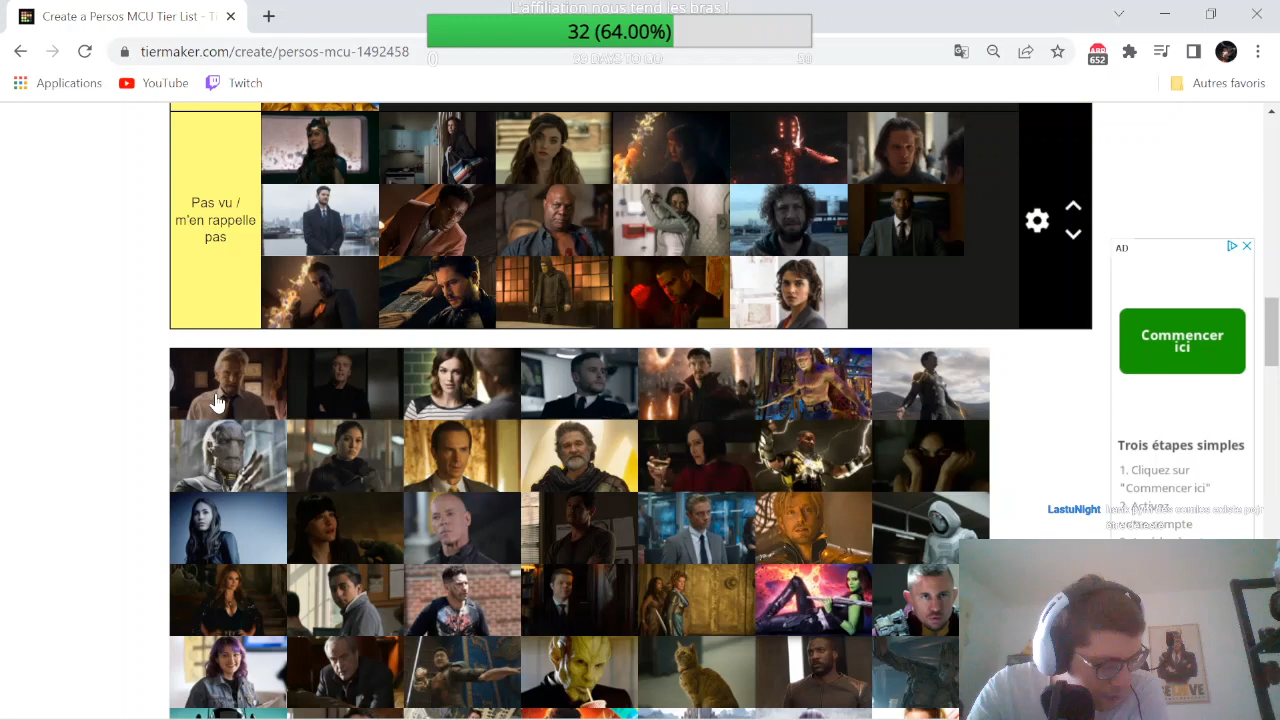 L'affiliation nous tend les bras !
Create a Persos MCU Tier List - Ti
32 (64.00%)
tiermaker.com/create/persos-mcu-1492458
652
Applications
YouTube
Twitch
Autres favoris
Pas vu /
m'en rappelle
pas
AD
Commencer
ici
Trois étapes simples
1. Cliquez sur
"Commencer ici"
LastuNight
compte